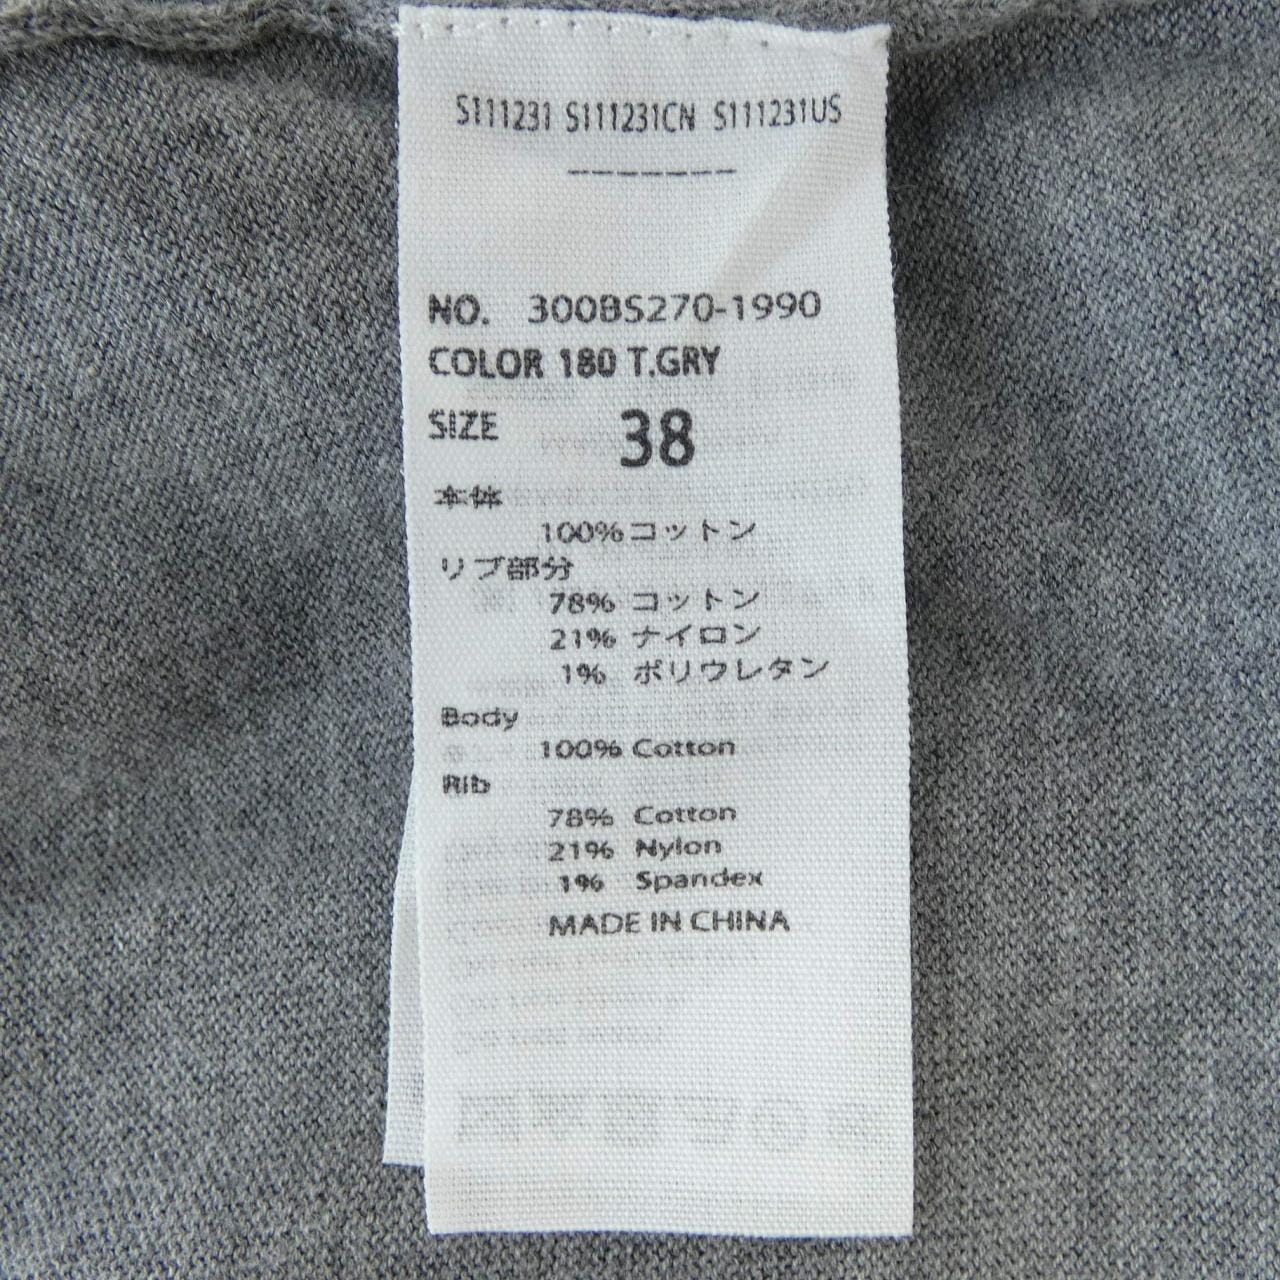 S111231 S111231CN S111231US
-------
NO. 300BS270-1990
COLOR 180 T.GRY
SIZE 38
本体
100%コットン
リブ部分
78% コットン
21% ナイロン
1% ポリウレタン
Body
100% Cotton
Rib
78% Cotton
21% Nylon
1% Spandex
MADE IN CHINA